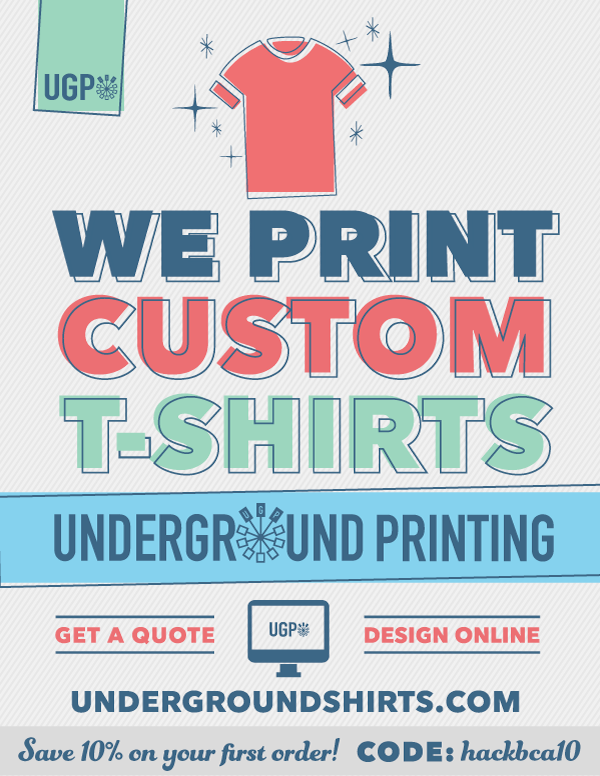 UGP
WE PRINT
CUSTOM
T-SHIRTS
UGP
UNDERGROUND PRINTING
GET A QUOTE
UGP
DESIGN ONLINE
UNDERGROUNDSHIRTS.COM
Save 10% on your first order! CODE: hackbca10